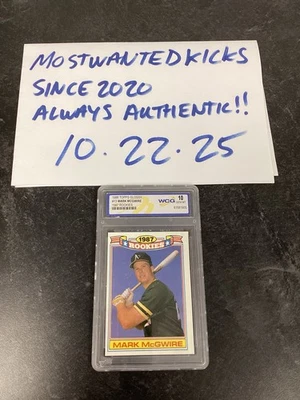 MOSTWANTEDKICKS
SINCE 2020
ALWAYS AUTHENTIC!!
10.22.25
WCG 10
1987
ROOKIES
A's
MARK McGWIRE